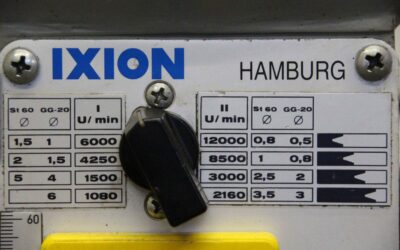 IXION HAMBURG
St 60 GG-20 I U/min
Ø Ø
1,5 1 6000
2 1,5 4250
5 4 1500
6 1080
II St 60 GG-20
U/min Ø Ø
12000 0,8 0,5
8500 1 0,8
3000 2,5 2
2160 3,5 3
60